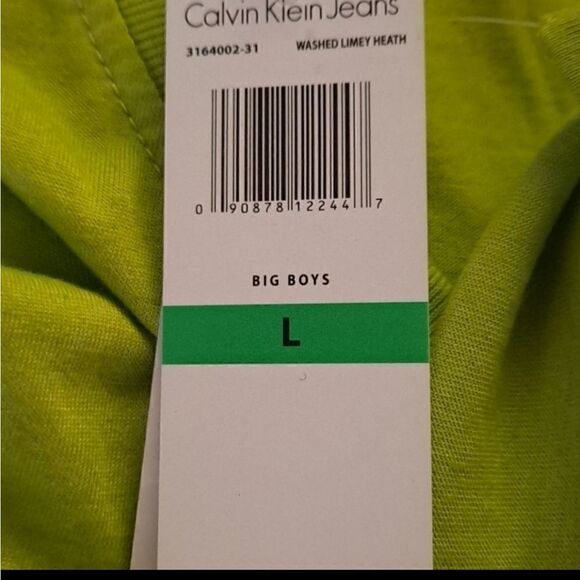 Calvin Klein Jeans
3164002-31 WASHED LIMEY HEATH
0 90878 12244 7
BIG BOYS
L